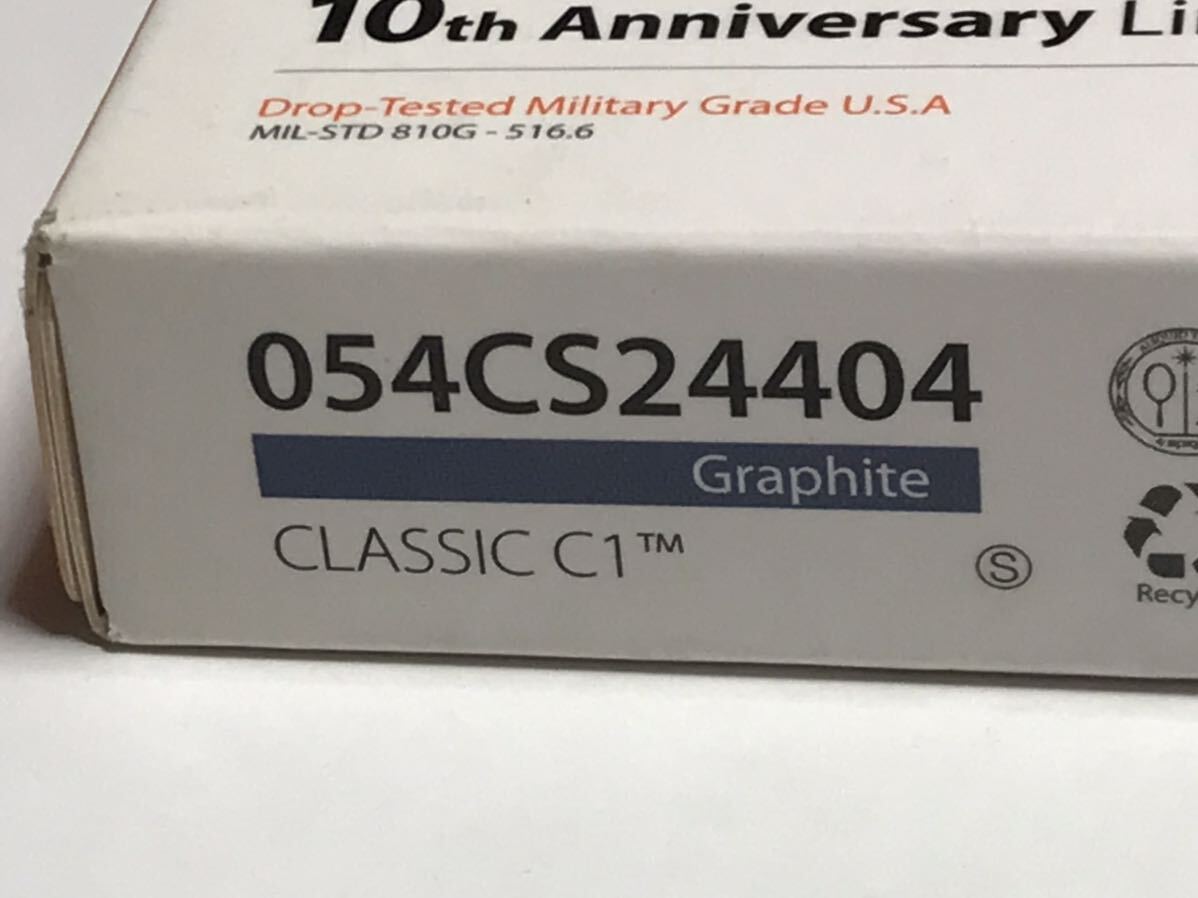 10th Anniversary
Drop-Tested Military Grade U.S.A
MIL-STD 810G - 516.6
054CS24404
Graphite
CLASSIC C1™
Ⓢ